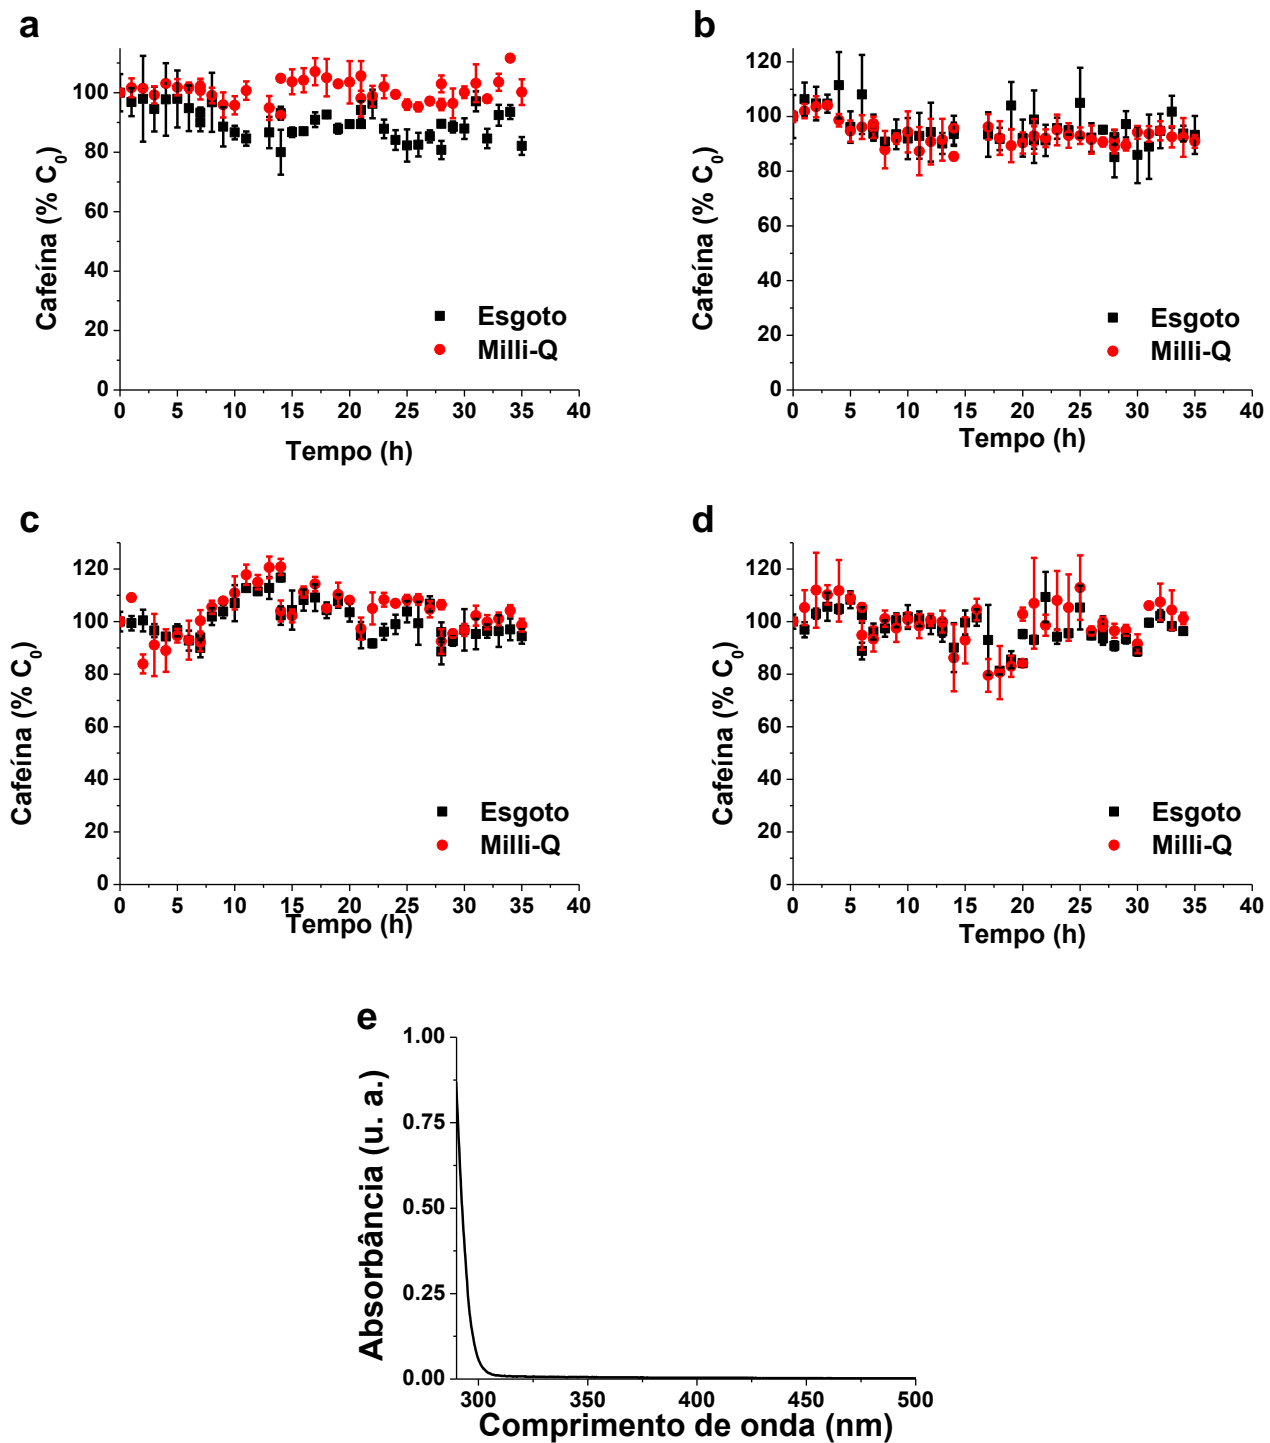 a
Cafeína (% C0)
100
80
60
40
20
0
Esgoto
Milli-Q
0 5 10 15 20 25 30 35 40
Tempo (h)
b
Cafeína (% C0)
120
100
80
60
40
20
0
Esgoto
Milli-Q
0 5 10 15 20 25 30 35 40
Tempo (h)
c
Cafeína (% C0)
120
100
80
60
40
20
0
Esgoto
Milli-Q
0 5 10 15 20 25 30 35 40
Tempo (h)
d
Cafeína (% C0)
120
100
80
60
40
20
0
Esgoto
Milli-Q
0 5 10 15 20 25 30 35 40
Tempo (h)
e
Absorbância (u. a.)
1.00
0.75
0.50
0.25
0.00
300 350 400 450 500
Comprimento de onda (nm)